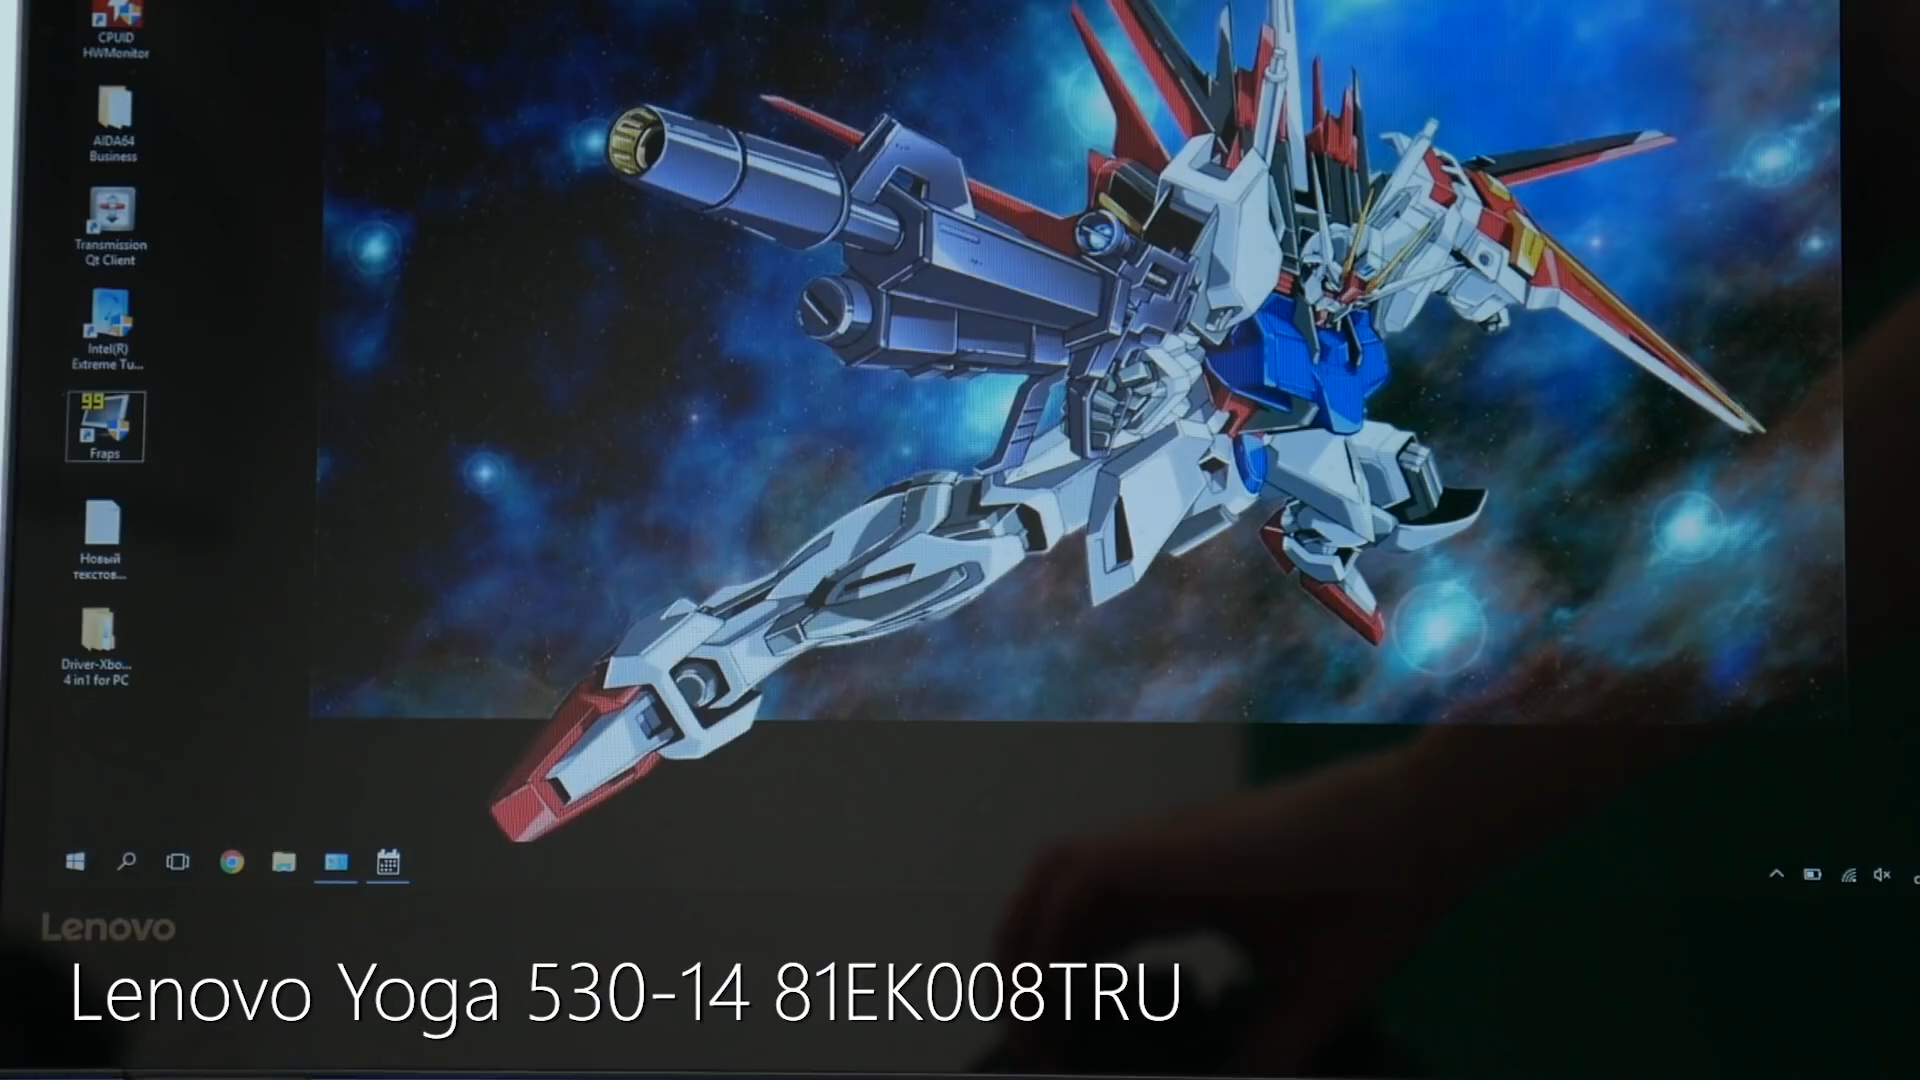 CPUID
HWMonitor
AIDA64
Business
Transmission
Qt Client
Intel(R)
Extreme Tu...
99
Fraps
Новый
текстов...
Driver-Xbo...
4 in1 for PC
Lenovo
Lenovo Yoga 530-14 81EK008TRU